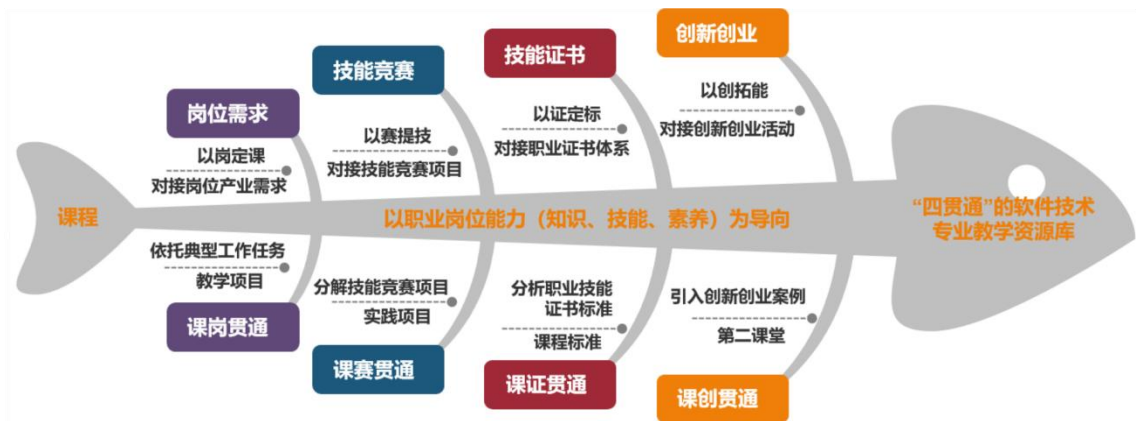 创新创业
技能证书
技能竞赛
岗位需求
以创拓能
对接创新创业活动
以证定标
对接职业证书体系
以赛提技
对接技能竞赛项目
以岗定课
对接岗位产业需求
课程
以职业岗位能力（知识、技能、素养）为导向
“四贯通”的软件技术
专业教学资源库
依托典型工作任务
教学项目
分解技能竞赛项目
实践项目
分析职业技能
证书标准
课程标准
引入创新创业案例
第二课堂
课岗贯通
课赛贯通
课证贯通
课创贯通